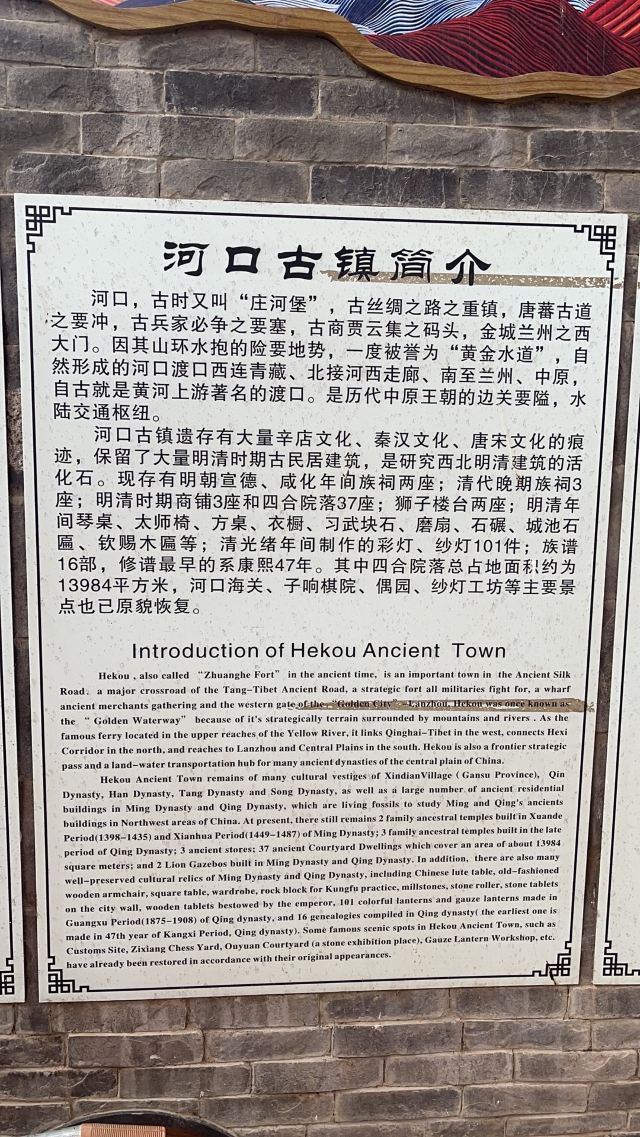 河口古镇简介
河口，古时又叫“庄河堡”，古丝绸之路之重镇，唐蕃古道
之要冲，古兵家必争之要塞，古商贾云集之码头，金城兰州之西
大门。因其山环水抱的险要地势，一度被誉为“黄金水道”，自
然形成的河口渡口西连青藏、北接河西走廊、南至兰州、中原，
自古就是黄河上游著名的渡口。是历代中原王朝的边关要隘，水
陆交通枢纽。
河口古镇遗存有大量辛店文化、秦汉文化、唐宋文化的痕
迹，保留了大量明清时期古民居建筑，是研究西北明清建筑的活
化石。现存有明朝宣德、咸化年间族祠两座；清代晚期族祠3
座；明清时期商铺3座和四合院落37座；狮子楼台两座；明清年
间琴桌、太师椅、方桌、衣橱、习武块石、磨扇、石碾、城池石
匾、钦赐木匾等；清光绪年间制作的彩灯、纱灯101件；族谱
16部，修谱最早的系康熙47年。其中四合院落总占地面积约为
13984平方米，河口海关、子响棋院、偶园、纱灯工坊等主要景
点也已原貌恢复。
Introduction of Hekou Ancient Town
Hekou , also called “Zhuanghe Fort” in the ancient time, is an important town in the Ancient Silk
Road, a major crossroad of the Tang-Tibet Ancient Road, a strategic fort all militaries fight for, a wharf
ancient merchants gathering and the western gate of the “Golden City” –Lanzhou. Hekou was once known as
the “ Golden Waterway” because of it's strategically terrain surrounded by mountains and rivers . As the
famous ferry located in the upper reaches of the Yellow River, it links Qinghai-Tibet in the west, connects Hexi
Corridor in the north, and reaches to Lanzhou and Central Plains in the south. Hekou is also a frontier strategic
pass and a land-water transportation hub for many ancient dynasties of the central plain of China.
Hekou Ancient Town remains of many cultural vestiges of XindianVillage ( Gansu Province), Qin
Dynasty, Han Dynasty, Tang Dynasty and Song Dynasty, as well as a large number of ancient residential
buildings in Ming Dynasty and Qing Dynasty, which are living fossils to study Ming and Qing's ancients
buildings in Northwest areas of China. At present, there still remains 2 family ancestral temples built in Xuande
Period(1398-1435) and Xianhua Period(1449-1487) of Ming Dynasty; 3 family ancestral temples built in the late
period of Qing Dynasty; 3 ancient stores; 37 ancient Courtyard Dwellings which cover an area of about 13984
square meters; and 2 Lion Gazebos built in Ming Dynasty and Qing Dynasty. In addition, there are also many
well-preserved cultural relics of Ming Dynasty and Qing Dynasty, including Chinese lute table, old-fashioned
wooden armchair, square table, wardrobe, rock block for Kungfu practice, millstones, stone roller, stone tablets
on the city wall, wooden tablets bestowed by the emperor, 101 colorful lanterns and gauze lanterns made in
Guangxu Period(1875-1908) of Qing dynasty, and 16 genealogies compiled in Qing dynasty( the earliest one is
made in 47th year of Kangxi Period, Qing dynasty). Some famous scenic spots in Hekou Ancient Town, such as
Customs Site, Zixiang Chess Yard, Ouyuan Courtyard (a stone exhibition place), Gauze Lantern Workshop, etc.
have already been restored in accordance with their original appearances.